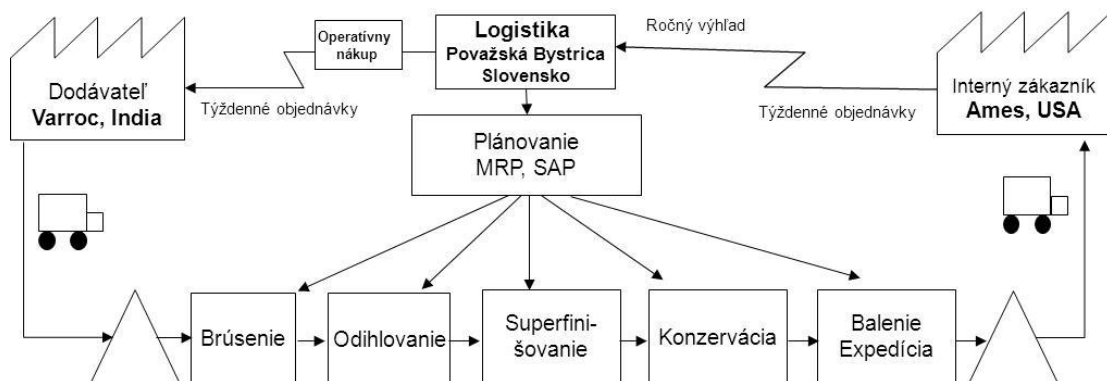 Operatívny
nákup
Logistika
Považská Bystrica
Slovensko
Ročný výhľad
Dodávateľ
Varroc, India
Týždenné objednávky
Týždenné objednávky
Interný zákazník
Ames, USA
Plánovanie
MRP, SAP
Brúsenie
Odihlovanie
Superfini-
šovanie
Konzervácia
Balenie
Expedícia